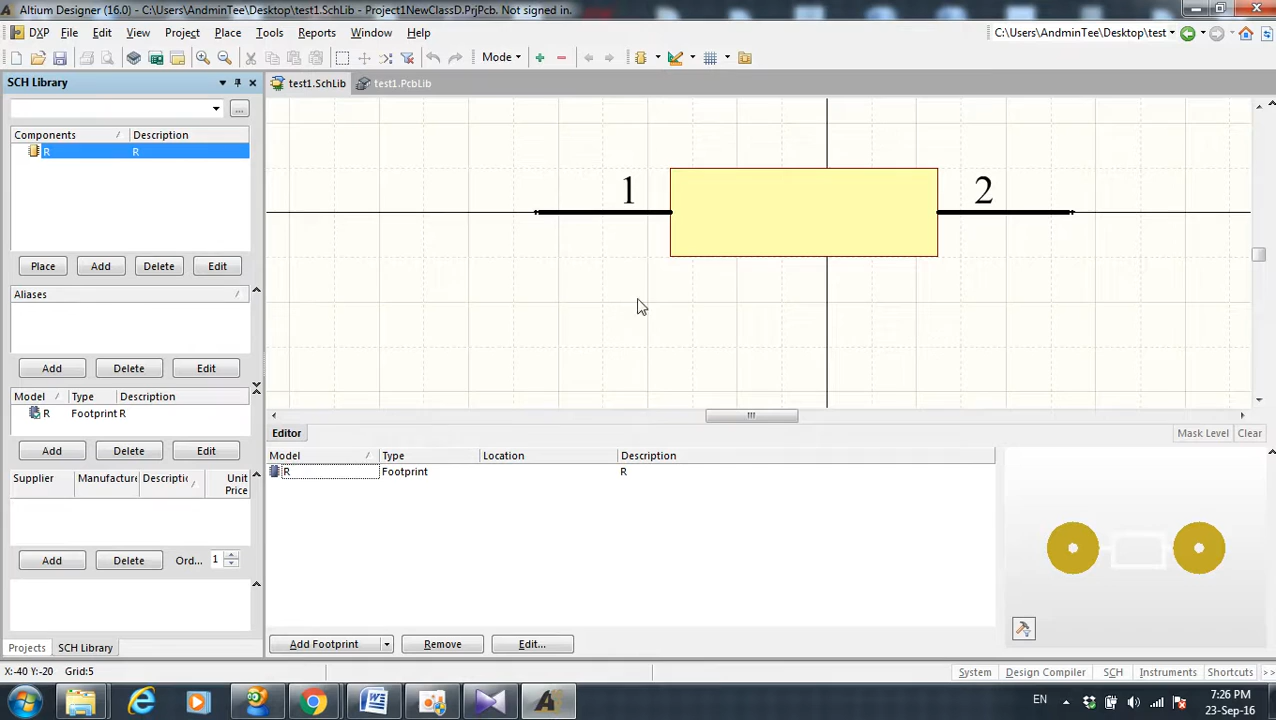 Altium Designer (16.0) - C:\Users\AndminTee\Desktop\test1.SchLib - Project1NewClassD.PrjPcb. Not signed in.
DXP File Edit View Project Place Tools Reports Window Help C:\Users\AndminTee\Desktop\test
Mode
SCH Library
test1.SchLib test1.PcbLib
...
Components / Description
R R
1 2
Place Add Delete Edit
Aliases /
Add Delete Edit
Model / Type Description
R Footprint R
Editor Mask Level Clear
Add Delete Edit
Model / Type Location Description
R Footprint R
Supplier Manufacture Descriptic / Unit Price
Add Delete Ord... 1
Add Footprint Remove Edit...
Projects SCH Library
X:-40 Y:-20 Grid:5 System Design Compiler SCH Instruments Shortcuts >>
EN 7:26 PM
23-Sep-16